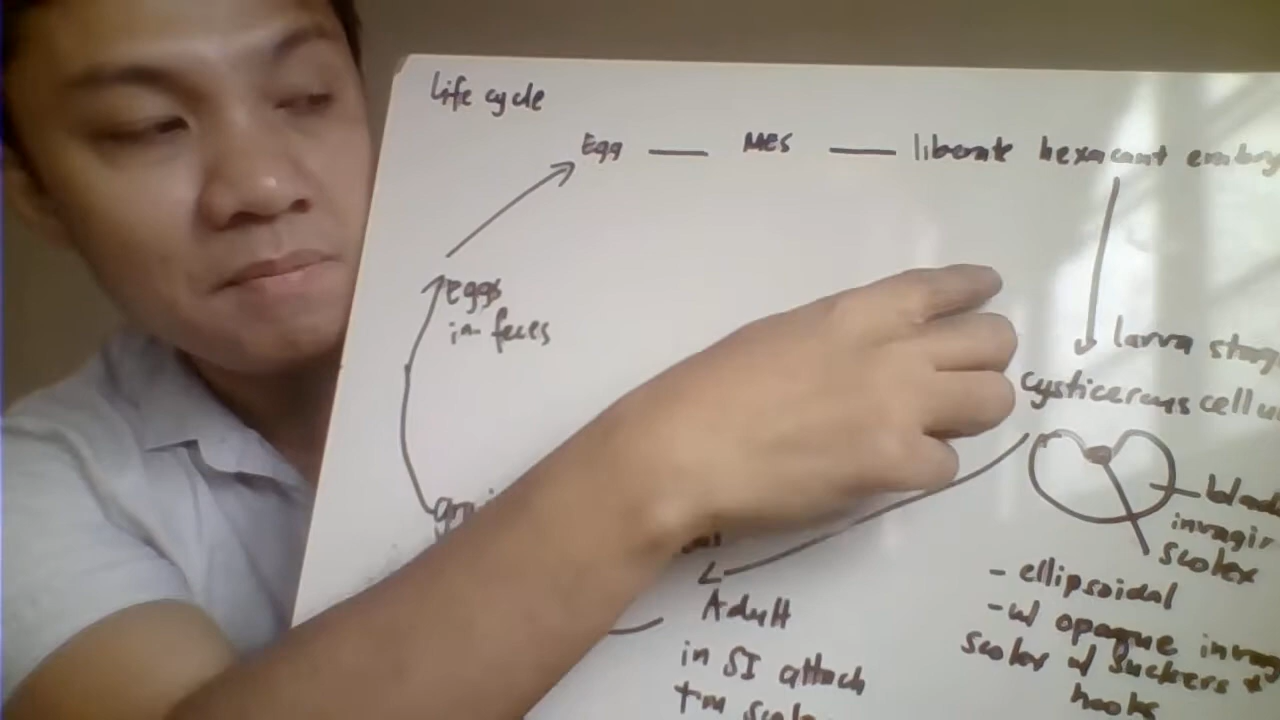 life cycle
Egg — MES — liberate hexacant embry
eggs
in feces
larva stag
cysticercus cellu
gra
blad
invagin
scolex
Adult
in SI attach
- ellipsoidal
- w/ opaque invag
scolex w/ suckers +
hooks